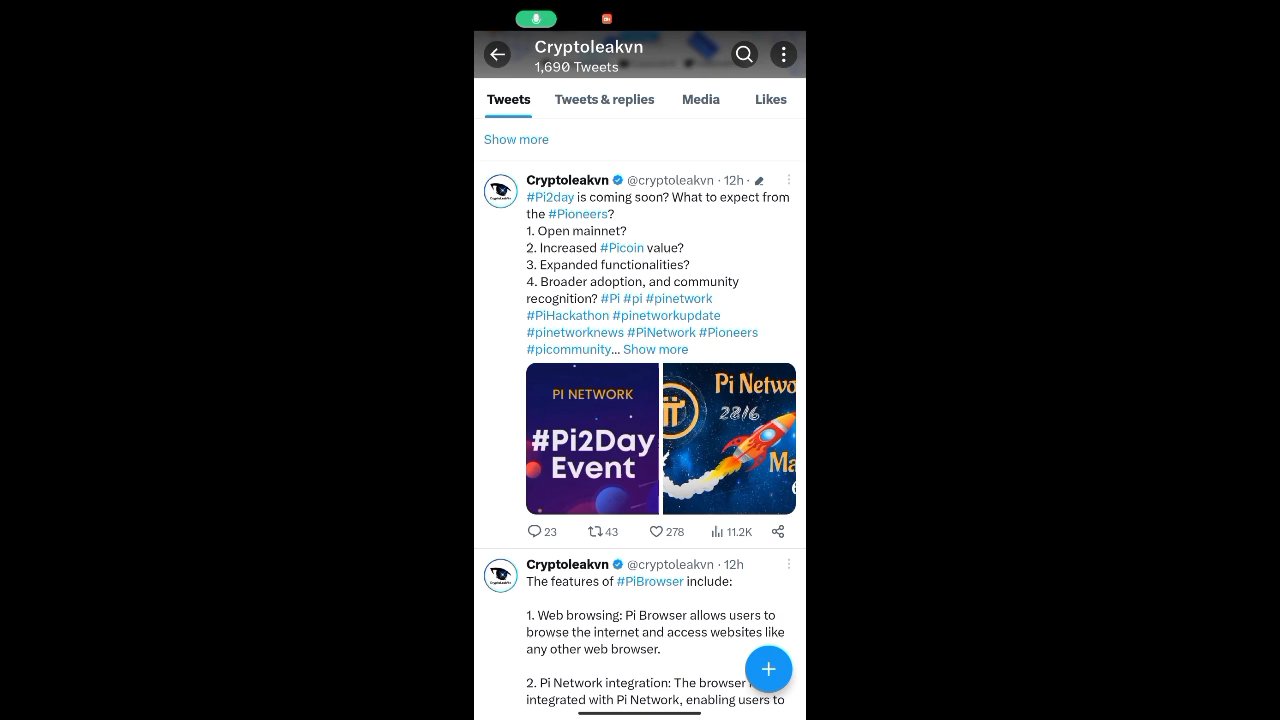 Cryptoleakvn
1,690 Tweets
Tweets
Tweets & replies
Media
Likes
Show more
Cryptoleakvn @cryptoleakvn · 12h ·
#Pi2day is coming soon? What to expect from
the #Pioneers?
1. Open mainnet?
2. Increased #Picoin value?
3. Expanded functionalities?
4. Broader adoption, and community
recognition? #Pi #pi #pinetwork
#PiHackathon #pinetworkupdate
#pinetworknews #PiNetwork #Pioneers
#picommunity... Show more
PI NETWORK
#Pi2Day
Event
Pi Netwo
28/6
Ma
23
43
278
11.2K
Cryptoleakvn @cryptoleakvn · 12h
The features of #PiBrowser include:
1. Web browsing: Pi Browser allows users to
browse the internet and access websites like
any other web browser.
2. Pi Network integration: The browser
integrated with Pi Network, enabling users to